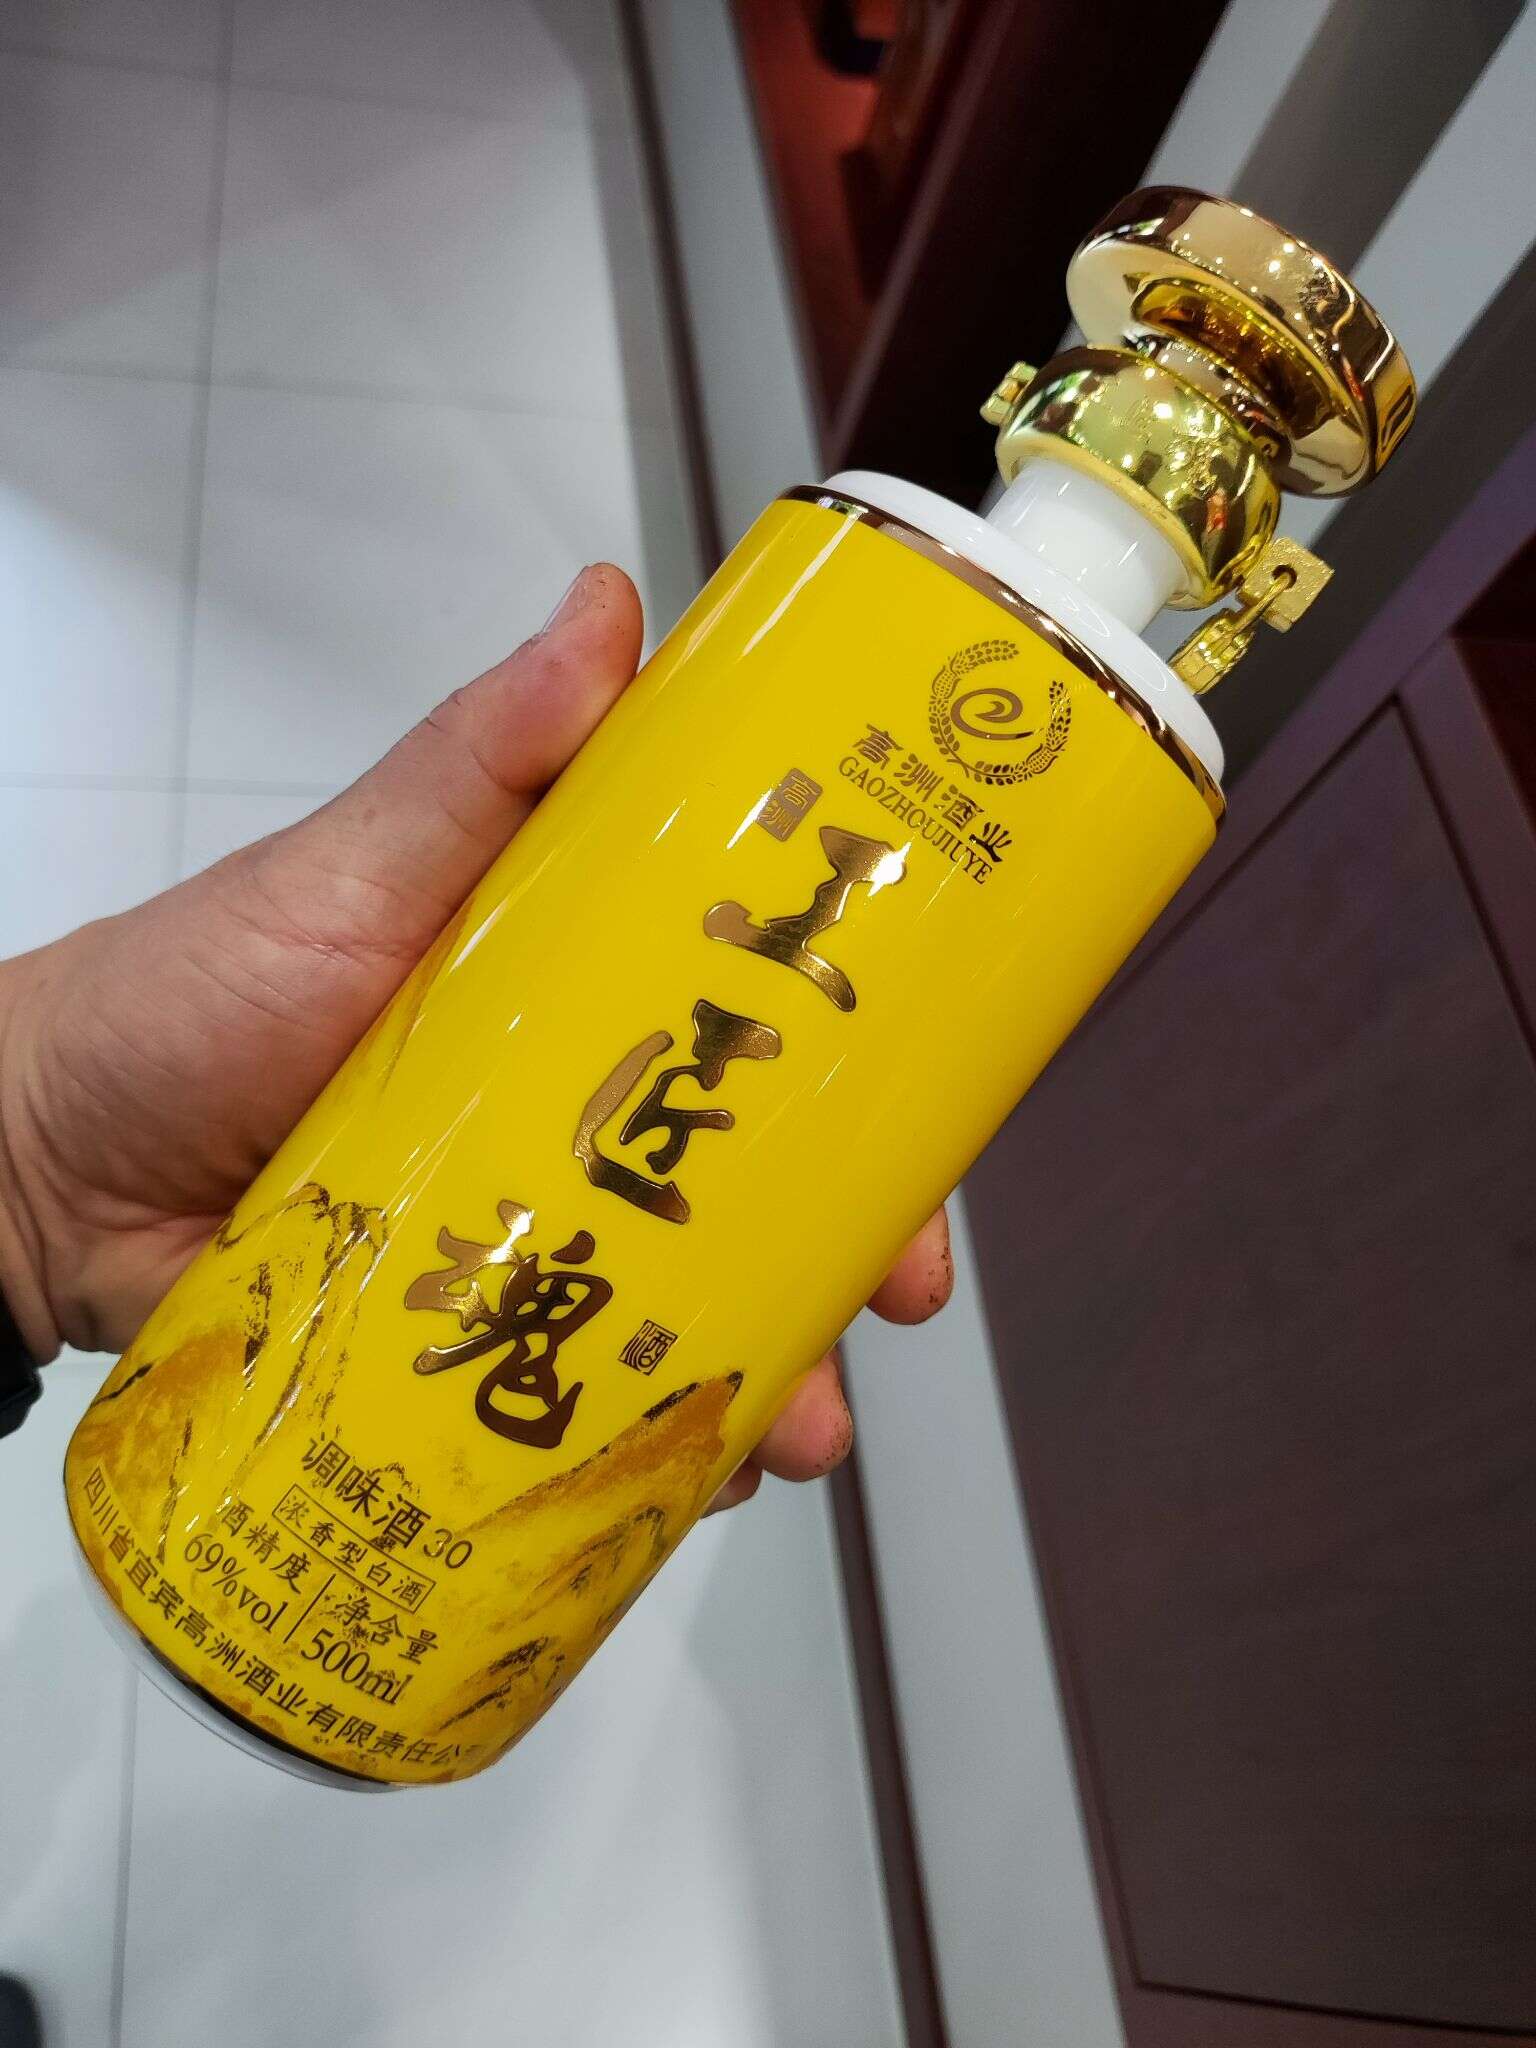 高洲酒业
GAOZHOUJIUYE
高洲
工匠魂
酒
调味酒30
浓香型白酒
酒精度
69%vol
净含量
500ml
四川省宜宾高洲酒业有限责任公